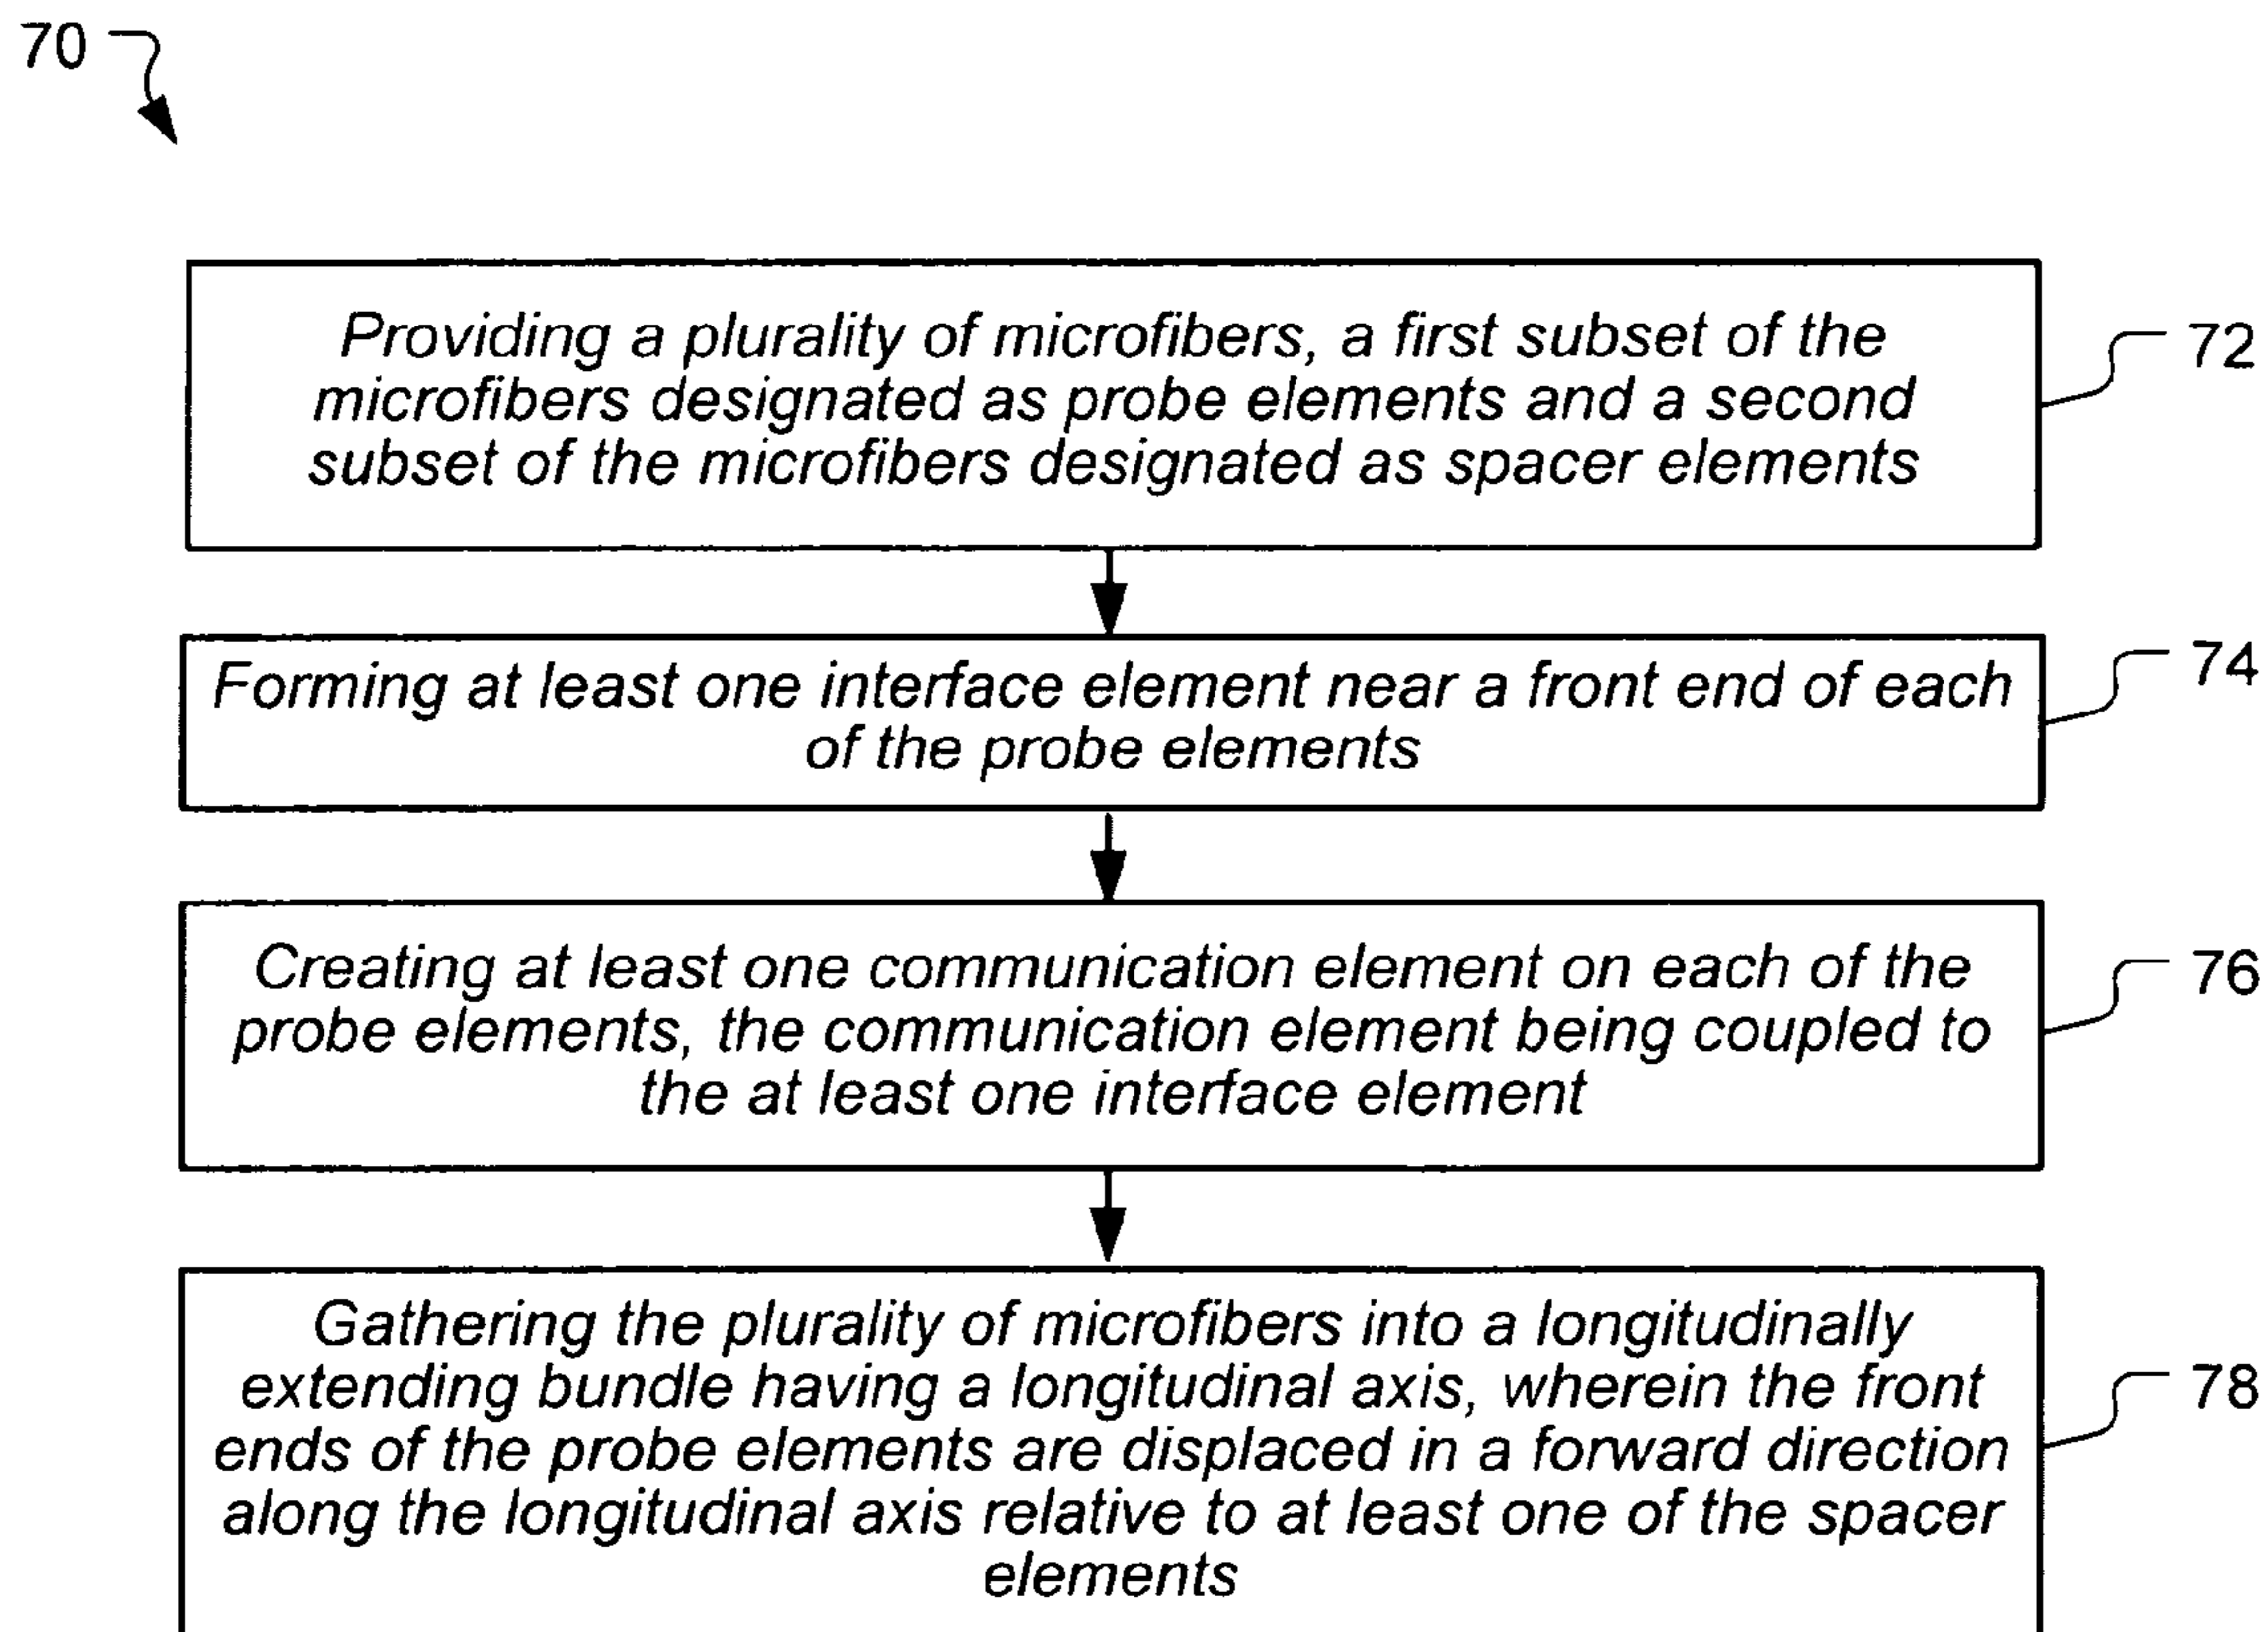 70
Providing a plurality of microfibers, a first subset of the
microfibers designated as probe elements and a second
subset of the microfibers designated as spacer elements
72
Forming at least one interface element near a front end of each
of the probe elements
74
Creating at least one communication element on each of the
probe elements, the communication element being coupled to
the at least one interface element
76
Gathering the plurality of microfibers into a longitudinally
extending bundle having a longitudinal axis, wherein the front
ends of the probe elements are displaced in a forward direction
along the longitudinal axis relative to at least one of the spacer
elements
78